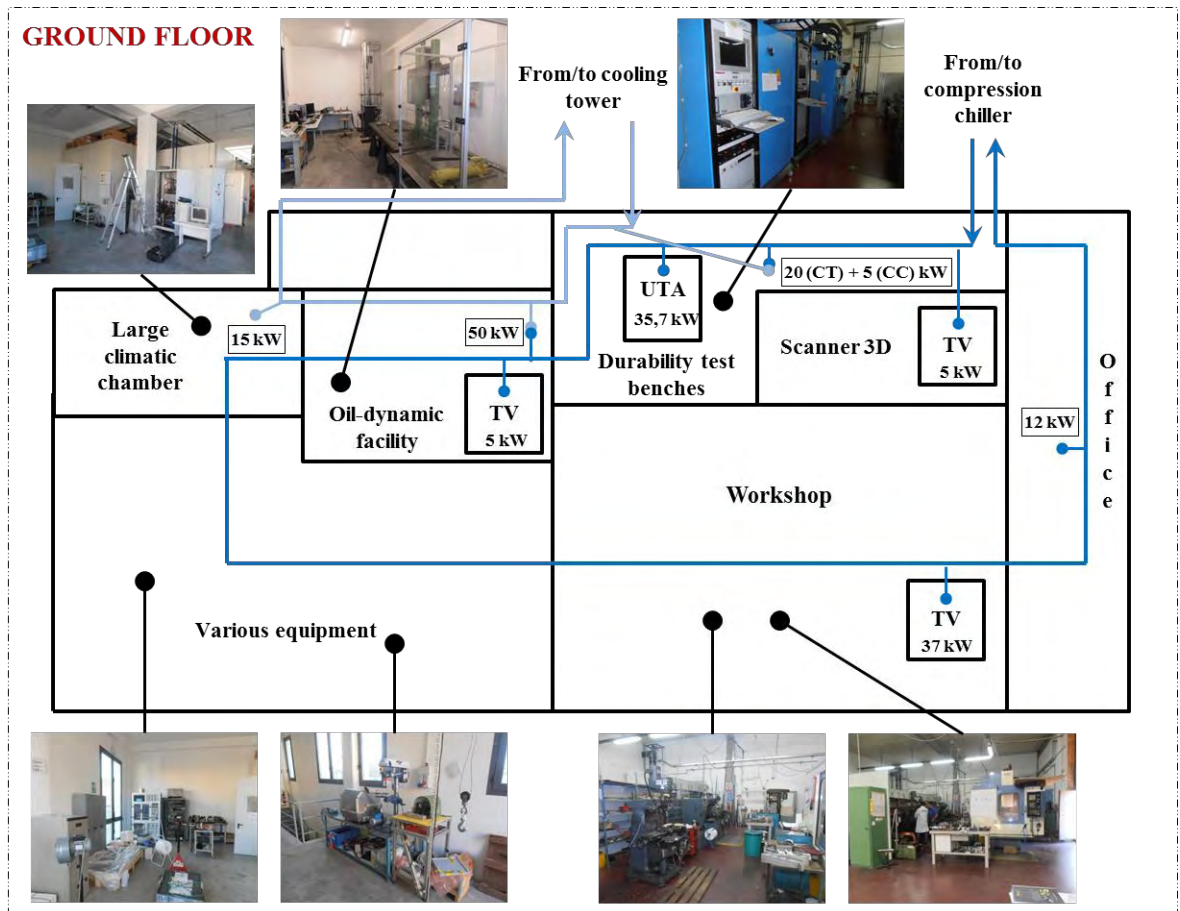 GROUND FLOOR
From/to cooling
tower
From/to
compression
chiller
20 (CT) + 5 (CC) kW
UTA
35,7 kW
Large
climatic
chamber
15 kW
50 kW
Scanner 3D
TV
5 kW
Durability test
benches
Oil-dynamic
facility
TV
5 kW
Office
12 kW
Workshop
Various equipment
TV
37 kW